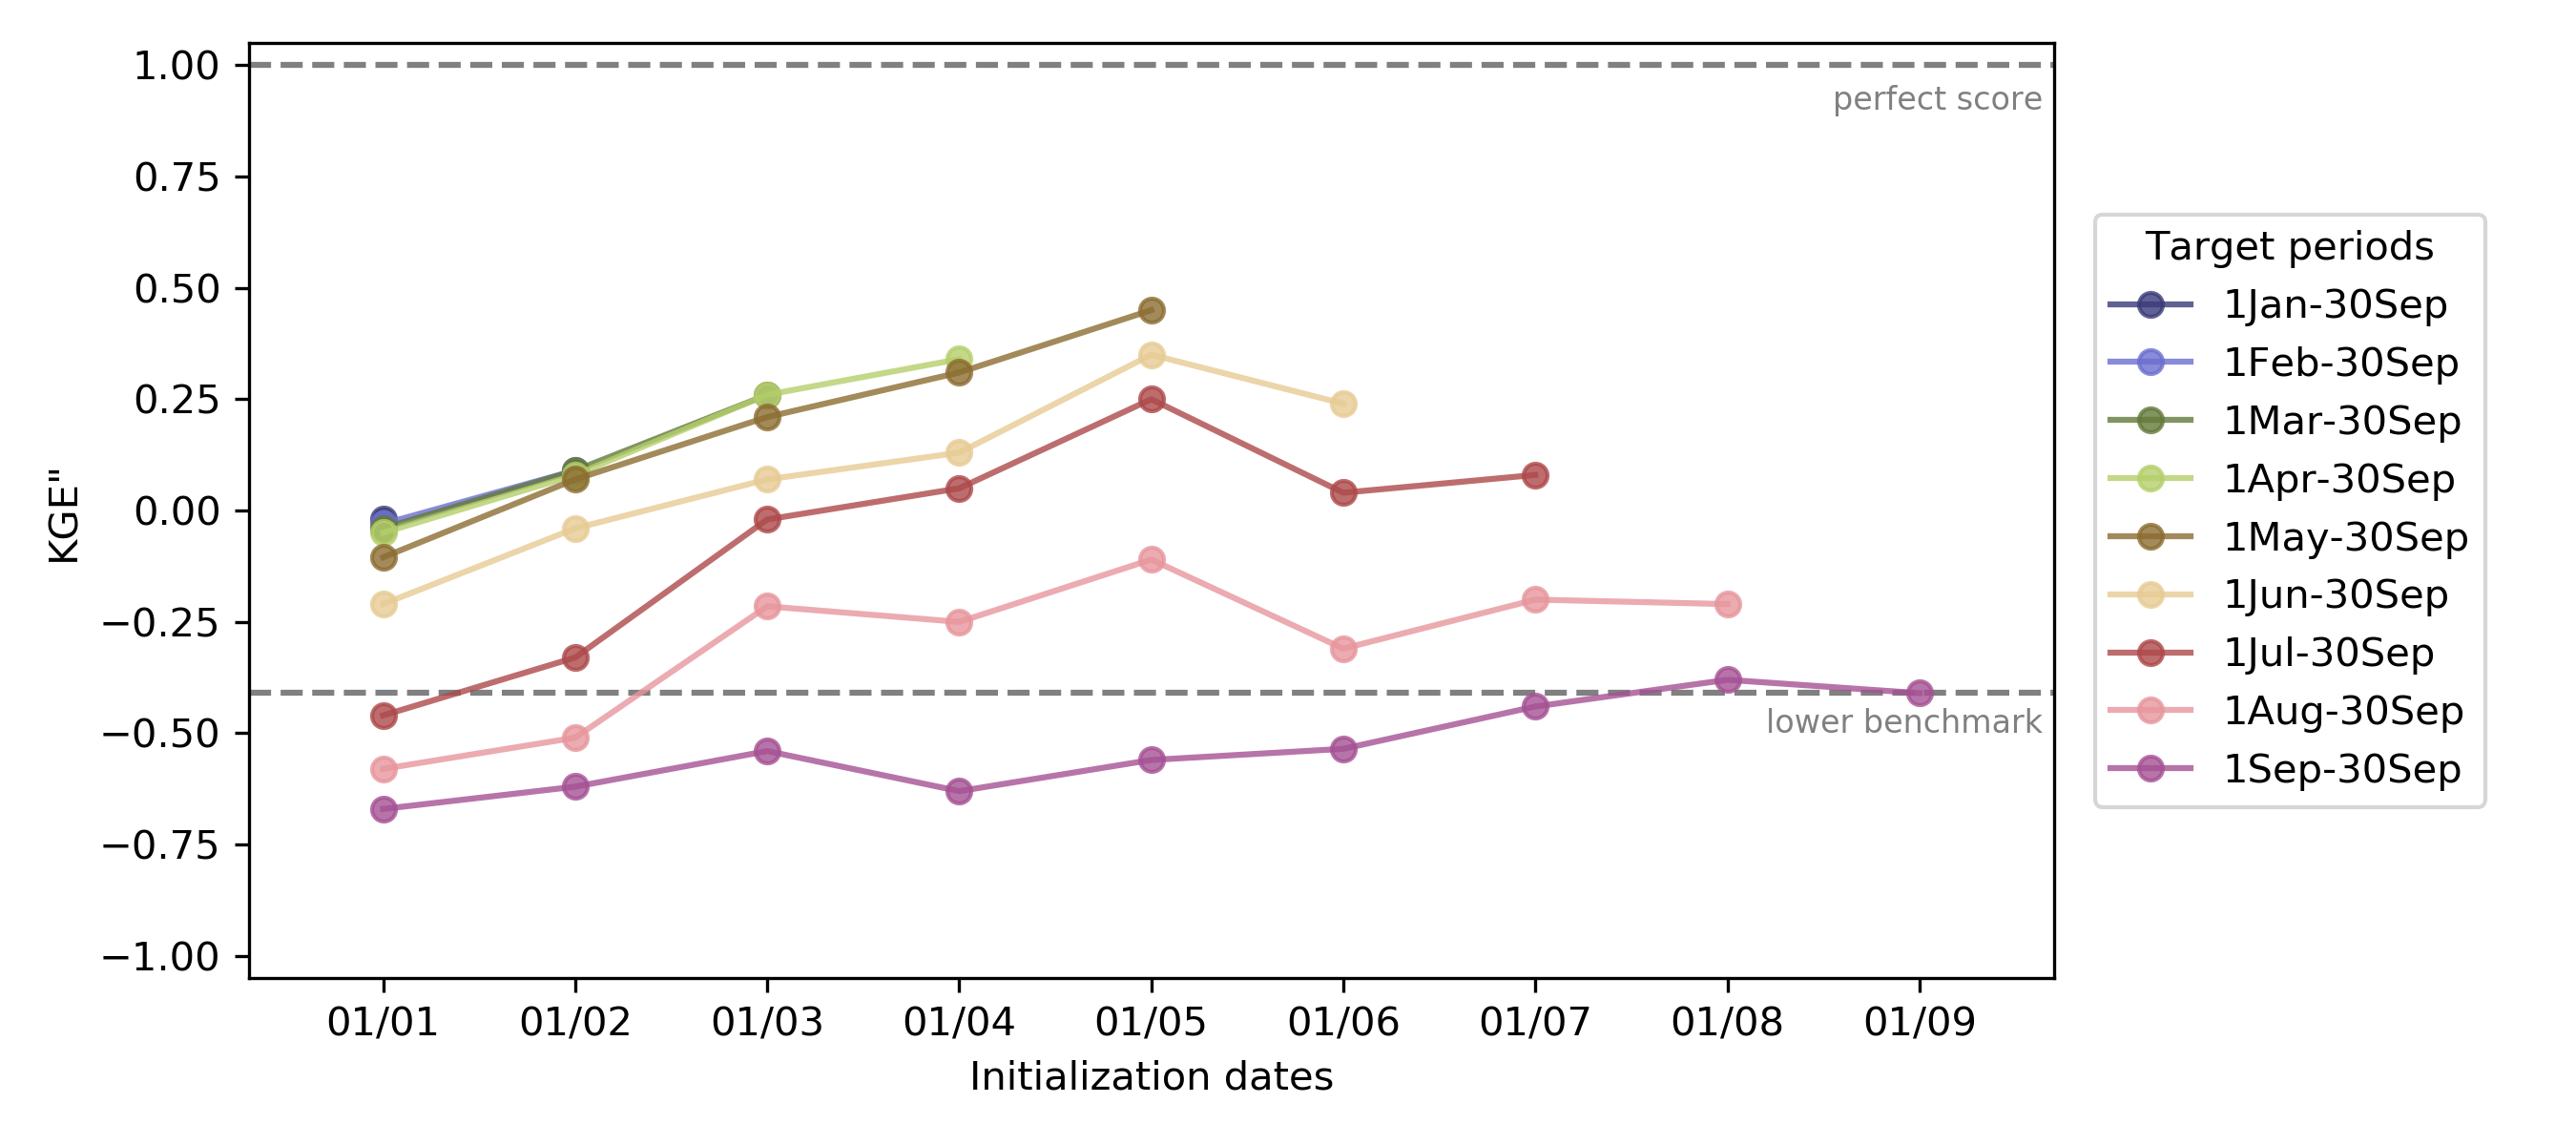 1.00
0.75
0.50
0.25
0.00
−0.25
−0.50
−0.75
−1.00
KGE"
perfect score
lower benchmark
01/01 01/02 01/03 01/04 01/05 01/06 01/07 01/08 01/09
Initialization dates
Target periods
1Jan-30Sep
1Feb-30Sep
1Mar-30Sep
1Apr-30Sep
1May-30Sep
1Jun-30Sep
1Jul-30Sep
1Aug-30Sep
1Sep-30Sep